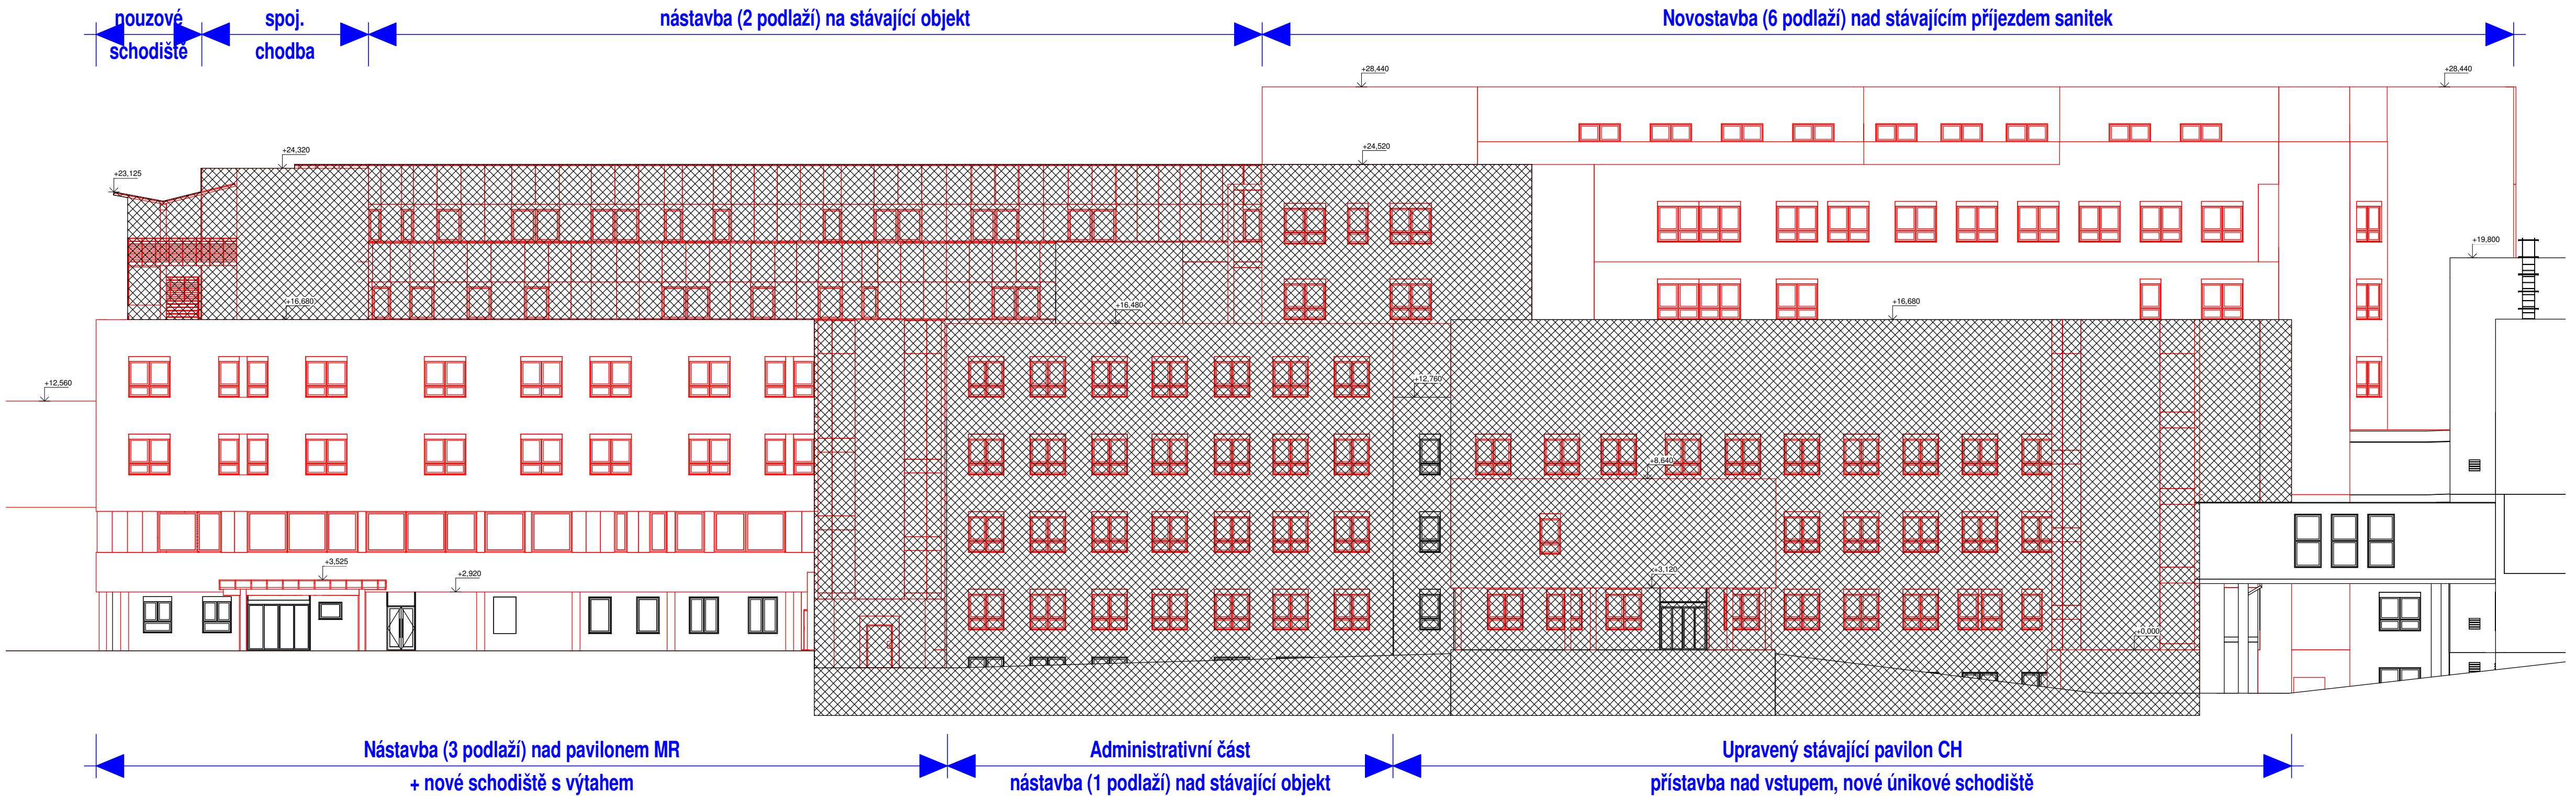 nouzové
schodiště
spoj.
chodba
nástavba (2 podlaží) na stávající objekt
Novostavba (6 podlaží) nad stávajícím příjezdem sanitek
+28,440
+28,440
+24,320
+24,520
+23,125
+19,800
+16,680
+16,480
+16,680
+12,560
+12,760
+8,640
+3,525
+2,920
+3,120
±0,000
Nástavba (3 podlaží) nad pavilonem MR
+ nové schodiště s výtahem
Administrativní část
nástavba (1 podlaží) nad stávající objekt
Upravený stávající pavilon CH
přístavba nad vstupem, nové únikové schodiště